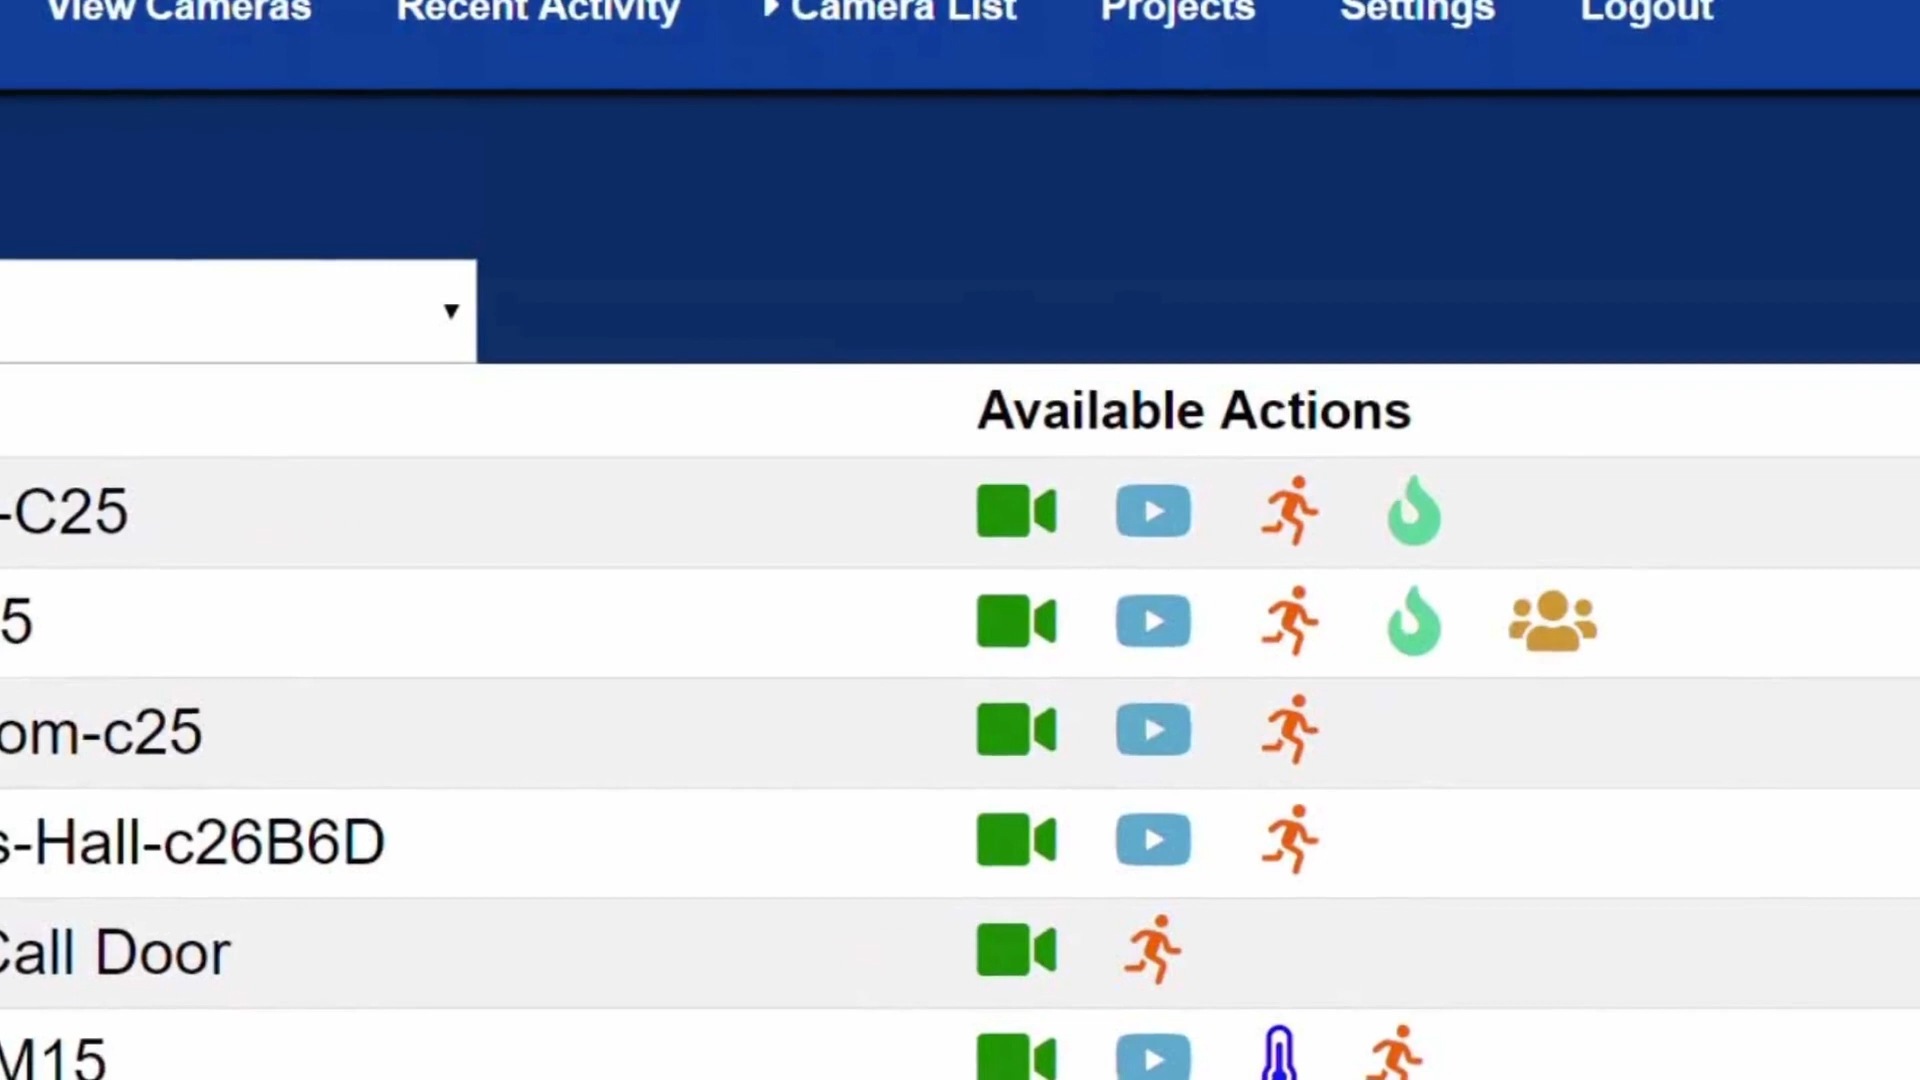 View Cameras Recent Activity Camera List Projects Settings Logout
Available Actions
-C25
5
om-c25
s-Hall-c26B6D
Call Door
M15